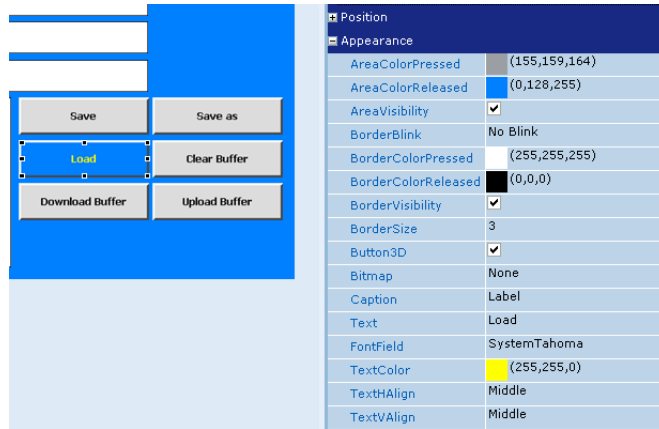 Save
Save as
Load
Clear Buffer
Download Buffer
Upload Buffer
Position
Appearance
AreaColorPressed (155,159,164)
AreaColorReleased (0,128,255)
AreaVisibility
BorderBlink No Blink
BorderColorPressed (255,255,255)
BorderColorReleased (0,0,0)
BorderVisibility
BorderSize 3
Button3D
Bitmap None
Caption Label
Text Load
FontField SystemTahoma
TextColor (255,255,0)
TextHAlign Middle
TextVAlign Middle